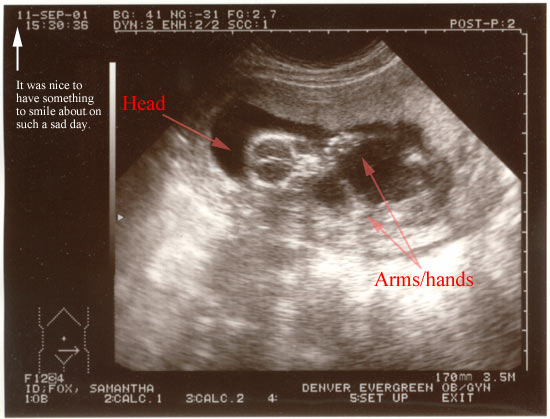 11-SEP-01 BG: 41 NG:-31 FG:2.7
15:30:36 DYN:3 ENH:2/2 SCC:1 POST-P:2
It was nice to
have something
to smile about on
such a sad day.
Head
Arms/hands
170mm 3.5M
ID:FOX, SAMANTHA DENVER EVERGREEN OB/GYN
1:OB 2:CALC.1 3:CALC.2 4: 5:SET UP EXIT